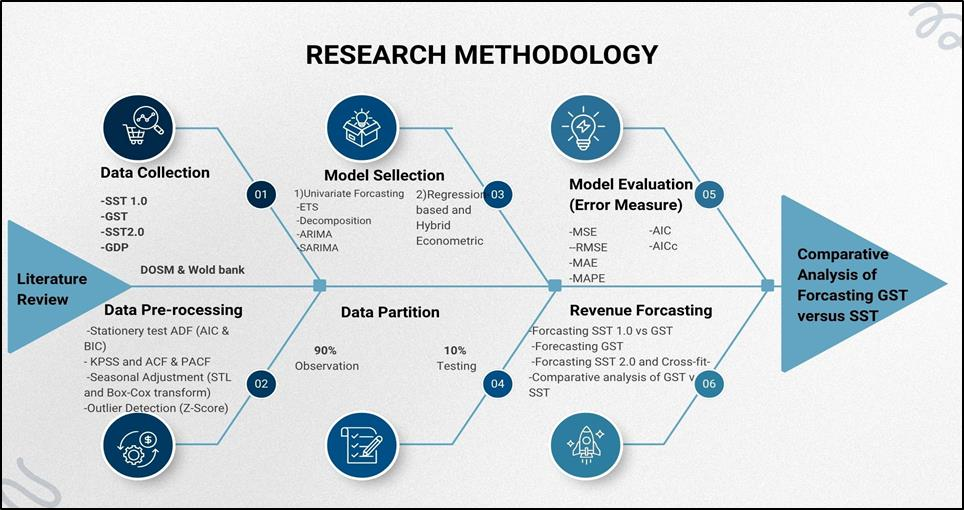 RESEARCH METHODOLOGY
Literature
Review
Data Collection
01
-SST 1.0
-GST
-SST2.0
-GDP
DOSM & Wold bank
Data Pre-rocessing
-Stationery test ADF (AIC &
BIC)
- KPSS and ACF & PACF
-Seasonal Adjustment (STL
and Box-Cox transform)
-Outlier Detection (Z-Score)
02
Model Sellection
03
1)Univariate Forcasting
-ETS
-Decomposition
-ARIMA
-SARIMA
2)Regression
based and
Hybrid
Econometric
Data Partition
90%
Observation
10%
Testing
04
Model Evaluation
(Error Measure)
05
-MSE
--RMSE
-MAE
-MAPE
-AIC
-AICc
Revenue Forcasting
-Forcasting SST 1.0 vs GST
-Forecasting GST
-Forcasting SST 2.0 and Cross-fit-
-Comparative analysis of GST v
SST
06
Comparative
Analysis of
Forcasting GST
versus SST